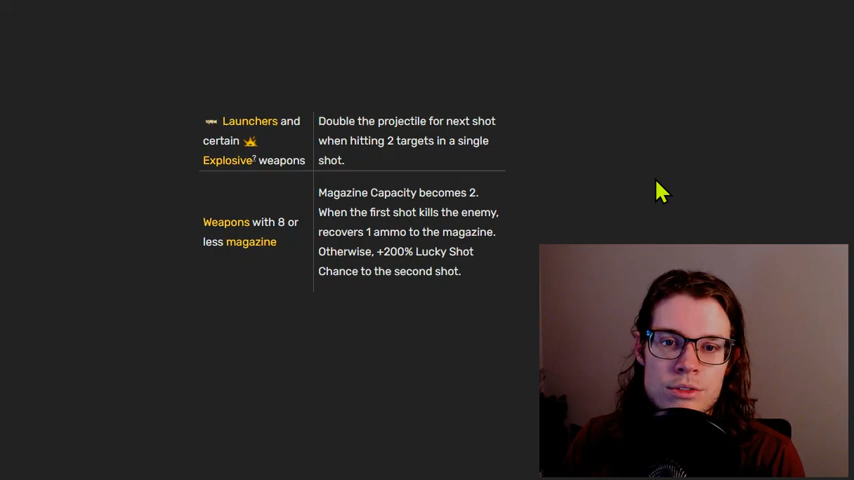 Launchers and
certain
Explosive? weapons
Double the projectile for next shot
when hitting 2 targets in a single
shot.
Weapons with 8 or
less magazine
Magazine Capacity becomes 2.
When the first shot kills the enemy,
recovers 1 ammo to the magazine.
Otherwise, +200% Lucky Shot
Chance to the second shot.